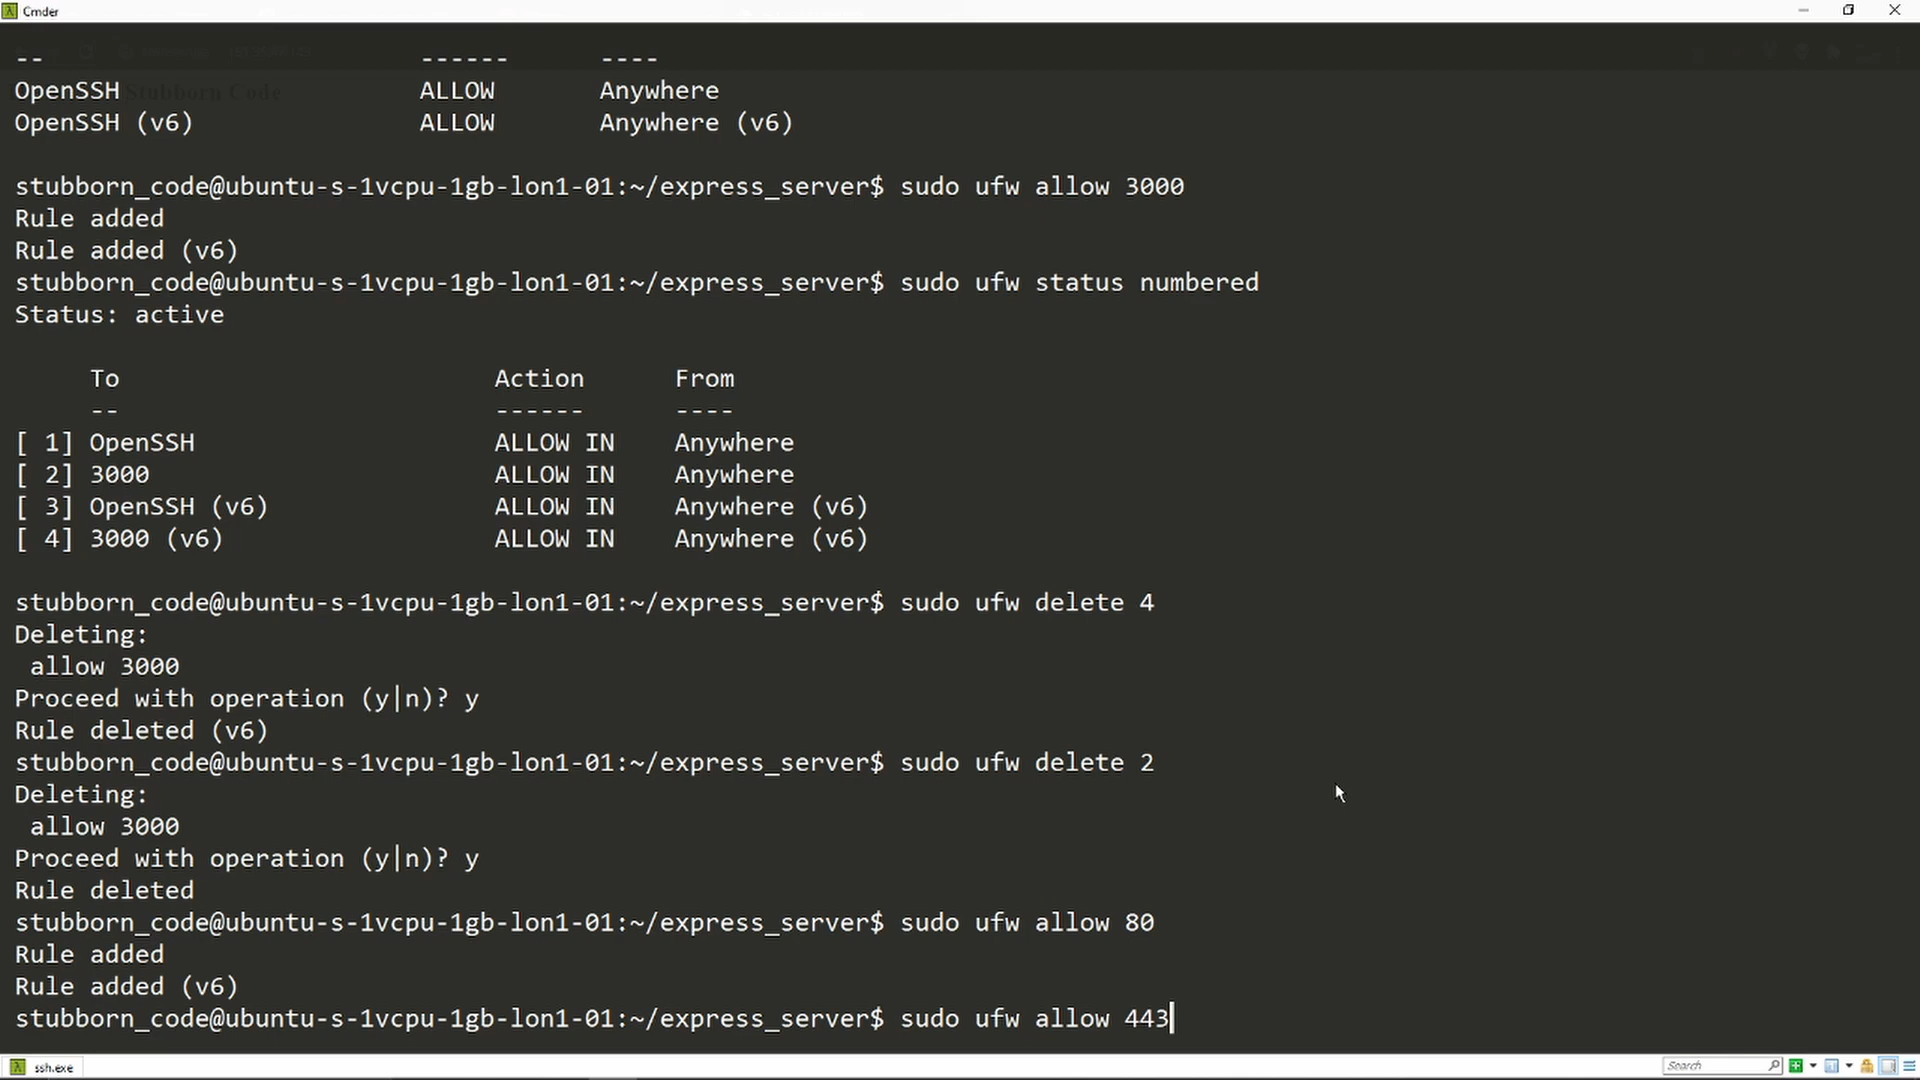 Cmder
--                         ------     ----
OpenSSH                    ALLOW      Anywhere
Stubborn Code
OpenSSH (v6)               ALLOW      Anywhere (v6)
stubborn_code@ubuntu-s-1vcpu-1gb-lon1-01:~/express_server$ sudo ufw allow 3000
Rule added
Rule added (v6)
stubborn_code@ubuntu-s-1vcpu-1gb-lon1-01:~/express_server$ sudo ufw status numbered
Status: active
     To                         Action      From
     --                         ------      ----
[ 1] OpenSSH                    ALLOW IN    Anywhere
[ 2] 3000                       ALLOW IN    Anywhere
[ 3] OpenSSH (v6)               ALLOW IN    Anywhere (v6)
[ 4] 3000 (v6)                  ALLOW IN    Anywhere (v6)
stubborn_code@ubuntu-s-1vcpu-1gb-lon1-01:~/express_server$ sudo ufw delete 4
Deleting:
 allow 3000
Proceed with operation (y|n)? y
Rule deleted (v6)
stubborn_code@ubuntu-s-1vcpu-1gb-lon1-01:~/express_server$ sudo ufw delete 2
Deleting:
 allow 3000
Proceed with operation (y|n)? y
Rule deleted
stubborn_code@ubuntu-s-1vcpu-1gb-lon1-01:~/express_server$ sudo ufw allow 80
Rule added
Rule added (v6)
stubborn_code@ubuntu-s-1vcpu-1gb-lon1-01:~/express_server$ sudo ufw allow 443
ssh.exe
Search